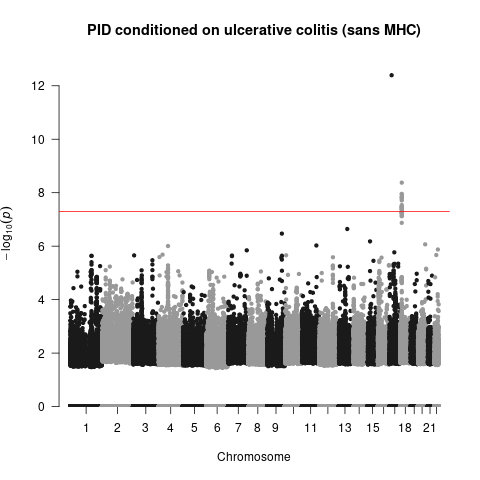 PID conditioned on ulcerative colitis (sans MHC)
12
10
8
6
4
2
0
−log10(p)
1 2 3 4 5 6 7 8 9 11 13 15 18 21
Chromosome